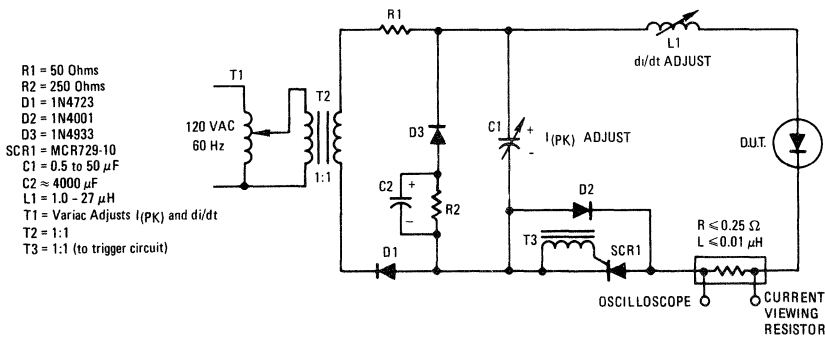 R1 = 50 Ohms
R2 = 250 Ohms
D1 = 1N4723
D2 = 1N4001
D3 = 1N4933
SCR1 = MCR729-10
C1 = 0.5 to 50 μF
C2 ≈ 4000 μF
L1 = 1.0 – 27 μH
T1 = Variac Adjusts I(PK) and di/dt
T2 = 1:1
T3 = 1:1 (to trigger circuit)
T1
120 VAC
60 Hz
T2
1:1
R1
D3
C2
+
–
R2
D1
C1
+
–
I(PK) ADJUST
L1
di/dt ADJUST
D.U.T.
D2
T3
SCR1
R ≤ 0.25 Ω
L ≤ 0.01 μH
OSCILLOSCOPE
CURRENT
VIEWING
RESISTOR